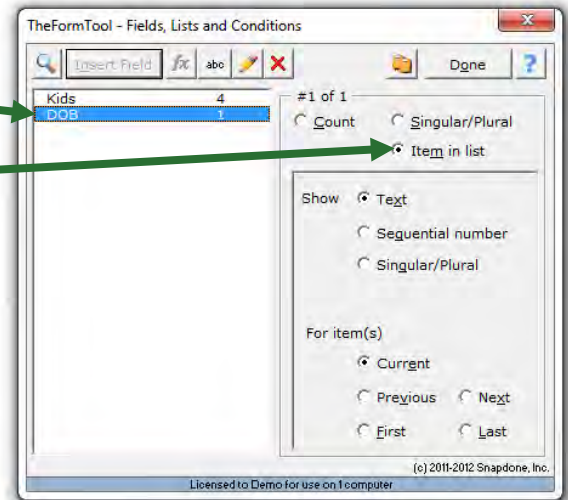 TheFormTool - Fields, Lists and Conditions
Insert Field fx abc Done ?
Kids 4
DOB 1
#1 of 1
Count Singular/Plural
Item in list
Show Text
Sequential number
Singular/Plural
For item(s)
Current
Previous Next
First Last
(c) 2011-2012 Snapdone, Inc.
Licensed to Demo for use on 1 computer